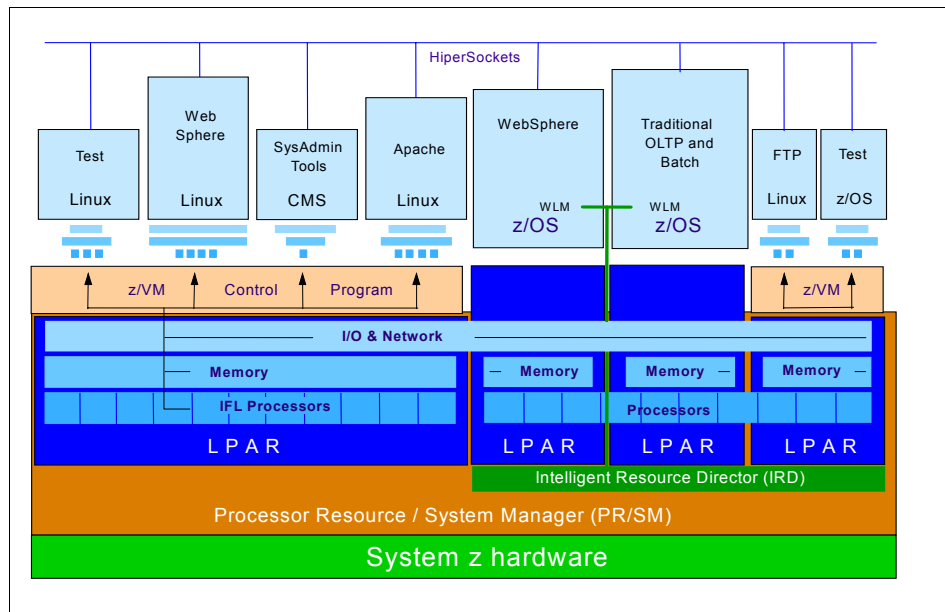 HiperSockets
Test
Linux
Web
Sphere
Linux
SysAdmin
Tools
CMS
Apache
Linux
WebSphere
WLM
z/OS
Traditional
OLTP and
Batch
WLM
z/OS
FTP
Linux
Test
z/OS
z/VM Control Program
z/VM
I/O & Network
Memory
Memory
Memory
Memory
IFL Processors
Processors
LPAR
LPAR
LPAR
LPAR
Intelligent Resource Director (IRD)
Processor Resource / System Manager (PR/SM)
System z hardware